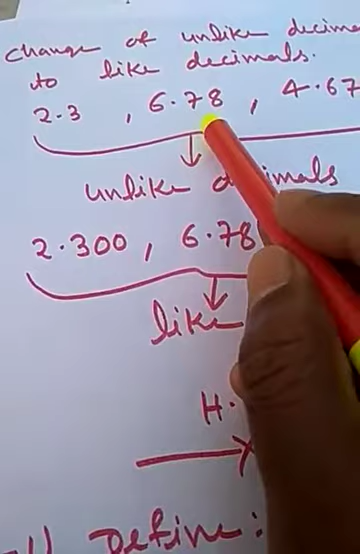 change of unlike decima
to like decimals.
2.3 , 6.78 , 4.67
unlike decimals
2.300 , 6.78
like
H.
Define: